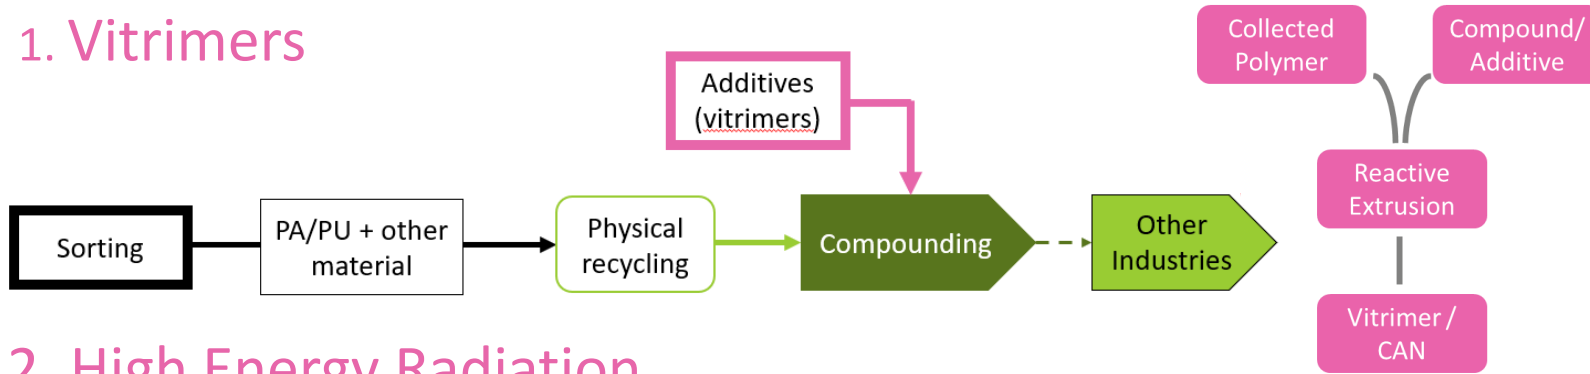 1. Vitrimers
Additives
(vitrimers)
Sorting
PA/PU + other
material
Physical
recycling
Compounding
Other
Industries
Collected
Polymer
Compound/
Additive
Reactive
Extrusion
Vitrimer /
CAN
2. High Energy Radiation